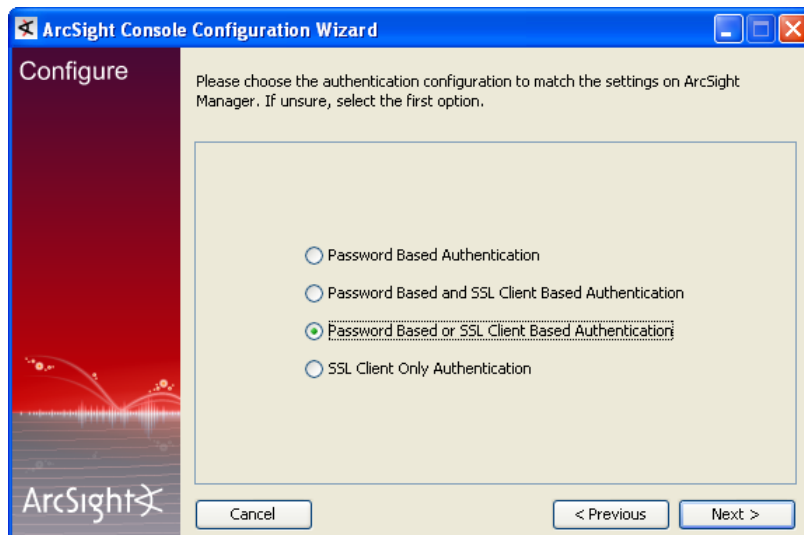 ArcSight Console Configuration Wizard
Configure
Please choose the authentication configuration to match the settings on ArcSight
Manager. If unsure, select the first option.
Password Based Authentication
Password Based and SSL Client Based Authentication
Password Based or SSL Client Based Authentication
SSL Client Only Authentication
ArcSight
Cancel
< Previous
Next >